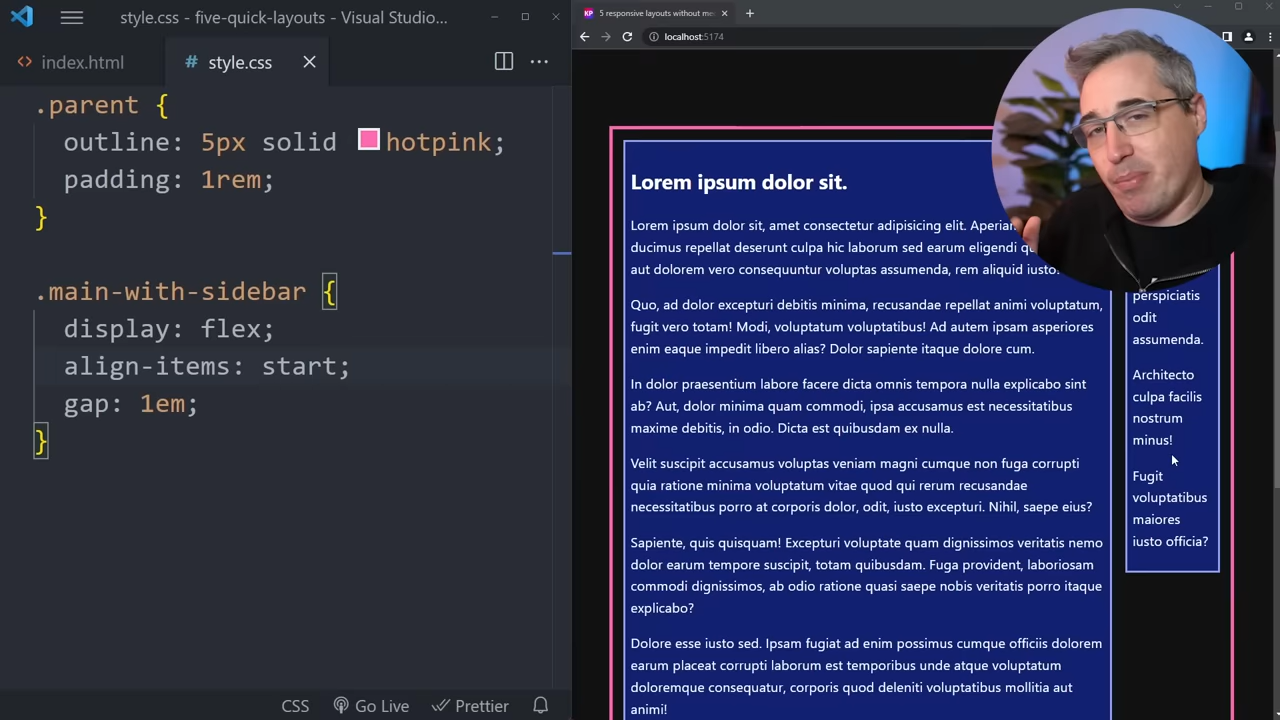 style.css - five-quick-layouts - Visual Studio...
index.html
# style.css
.parent {
outline: 5px solid hotpink;
padding: 1rem;
}
.main-with-sidebar {
display: flex;
align-items: start;
gap: 1em;
}
CSS
Go Live
Prettier
KP
5 responsive layouts without me
localhost:5174
Lorem ipsum dolor sit.
Lorem ipsum dolor sit, amet consectetur adipisicing elit.
ducimus repellat deserunt culpa hic laborum sed earum eligendi
aut dolorem vero consequuntur voluptas assumenda, rem aliquid iusto.
Quo, ad dolor excepturi debitis minima, recusandae repellat animi voluptatum,
fugit vero totam! Modi, voluptatum voluptatibus! Ad autem ipsam asperiores
enim eaque impedit libero alias? Dolor sapiente itaque dolore cum.
In dolor praesentium labore facere dicta omnis tempora nulla explicabo sint
ab? Aut, dolor minima quam commodi, ipsa accusamus est necessitatibus
maxime debitis, in odio. Dicta est quibusdam ex nulla.
Velit suscipit accusamus voluptas veniam magni cumque non fuga corrupti
quia ratione minima voluptatum vitae quod qui rerum recusandae
necessitatibus porro at corporis dolor, odit, iusto excepturi. Nihil, saepe eius?
Sapiente, quis quisquam! Excepturi voluptate quam dignissimos veritatis nemo
dolor earum tempore suscipit, totam quibusdam. Fuga provident, laboriosam
commodi dignissimos, ab odio ratione quasi saepe nobis veritatis porro itaque
explicabo?
Dolore esse iusto sed. Ipsam fugiat ad enim possimus cumque officiis dolorem
earum placeat corrupti laborum est temporibus unde atque voluptatum
doloremque consequatur, corporis quod deleniti voluptatibus mollitia aut
animi!
perspiciatis
odit
assumenda.
Architecto
culpa facilis
nostrum
minus!
Fugit
voluptatibus
maiores
iusto officia?